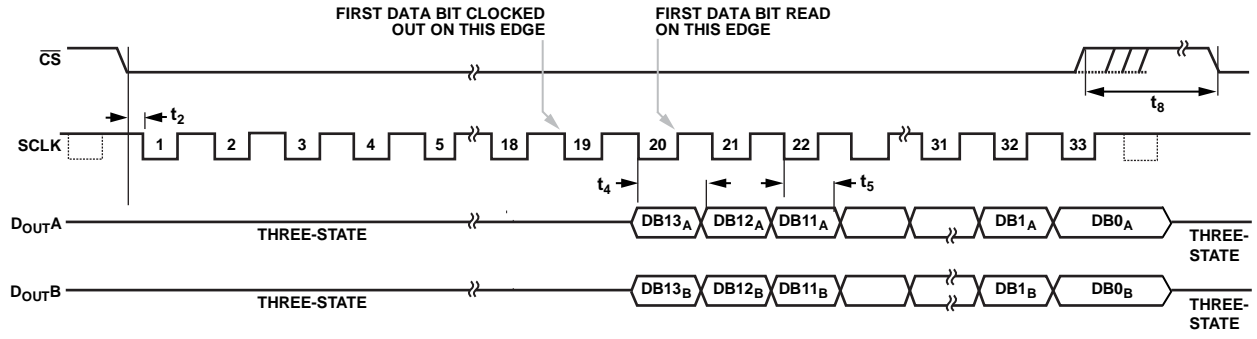 FIRST DATA BIT CLOCKED
OUT ON THIS EDGE
FIRST DATA BIT READ
ON THIS EDGE
CS
t8
t2
SCLK
1 2 3 4 5 18 19 20 21 22 31 32 33
t4 t5
DOUTA
THREE-STATE
DB13A DB12A DB11A DB1A DB0A
THREE-
STATE
DOUTB
THREE-STATE
DB13B DB12B DB11B DB1B DB0B
THREE-
STATE